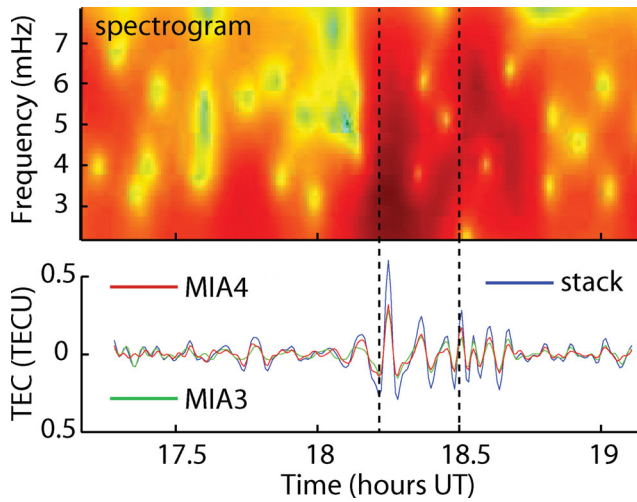 spectrogram
Frequency (mHz)
7
6
5
4
3
TEC (TECU)
0.5
0
0.5
MIA4
stack
MIA3
17.5
18
18.5
19
Time (hours UT)